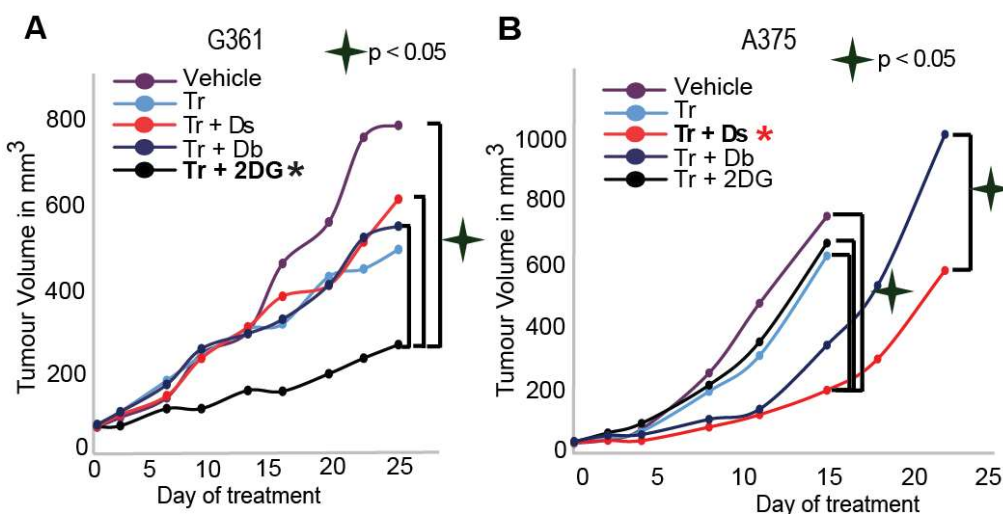 A
G361
p < 0.05
Vehicle
Tr
Tr + Ds
Tr + Db
Tr + 2DG *
Tumour Volume in mm3
800
600
400
200
0
0 5 10 15 20 25
Day of treatment
B
A375
p < 0.05
Vehicle
Tr
Tr + Ds *
Tr + Db
Tr + 2DG
Tumour Volume in mm3
1000
800
600
400
200
0
0 5 10 15 20 25
Day of treatment